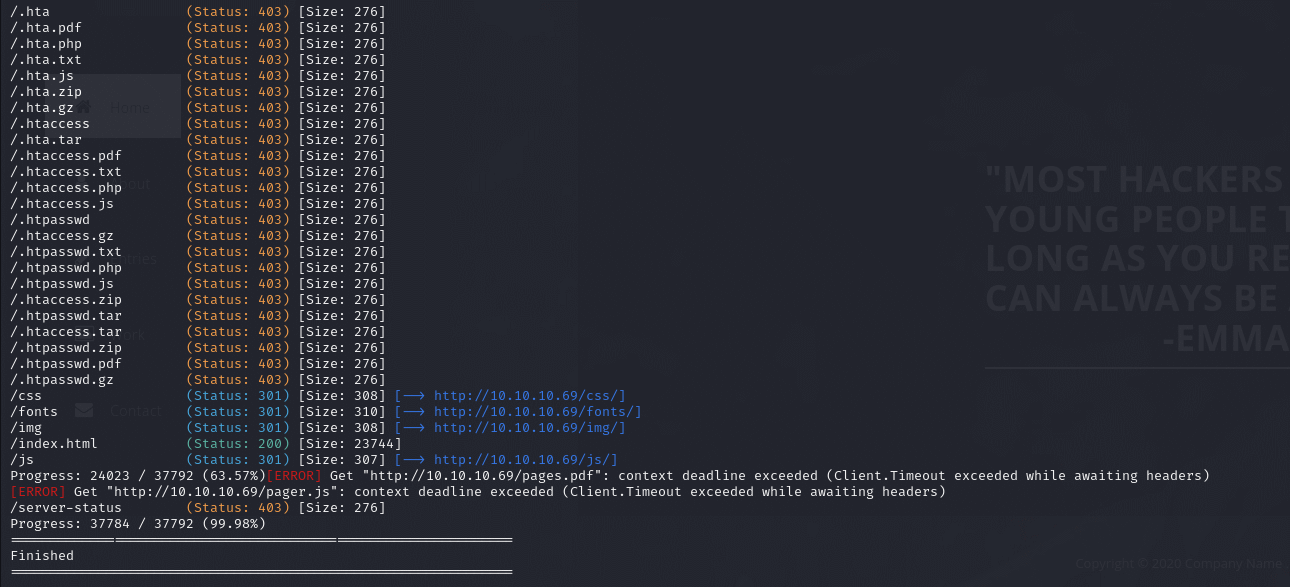 /.hta (Status: 403) [Size: 276]
/.hta.pdf (Status: 403) [Size: 276]
/.hta.php (Status: 403) [Size: 276]
/.hta.txt (Status: 403) [Size: 276]
/.hta.js (Status: 403) [Size: 276]
/.hta.zip (Status: 403) [Size: 276]
/.hta.gz (Status: 403) [Size: 276]
Home
/.htaccess (Status: 403) [Size: 276]
/.hta.tar (Status: 403) [Size: 276]
/.htaccess.pdf (Status: 403) [Size: 276]
/.htaccess.txt (Status: 403) [Size: 276]
/.htaccess.php (Status: 403) [Size: 276]
/.htaccess.js (Status: 403) [Size: 276]
/.htpasswd (Status: 403) [Size: 276]
/.htaccess.gz (Status: 403) [Size: 276]
/.htpasswd.txt (Status: 403) [Size: 276]
/.htpasswd.php (Status: 403) [Size: 276]
/.htpasswd.js (Status: 403) [Size: 276]
/.htaccess.zip (Status: 403) [Size: 276]
/.htpasswd.tar (Status: 403) [Size: 276]
/.htaccess.tar (Status: 403) [Size: 276]
/.htpasswd.zip (Status: 403) [Size: 276]
/.htpasswd.pdf (Status: 403) [Size: 276]
/.htpasswd.gz (Status: 403) [Size: 276]
/css (Status: 301) [Size: 308] [--> http://10.10.10.69/css/]
/fonts (Status: 301) [Size: 310] [--> http://10.10.10.69/fonts/]
Contact
/img (Status: 301) [Size: 308] [--> http://10.10.10.69/img/]
/index.html (Status: 200) [Size: 23744]
/js (Status: 301) [Size: 307] [--> http://10.10.10.69/js/]
Progress: 24023 / 37792 (63.57%)[ERROR] Get "http://10.10.10.69/pages.pdf": context deadline exceeded (Client.Timeout exceeded while awaiting headers)
[ERROR] Get "http://10.10.10.69/pager.js": context deadline exceeded (Client.Timeout exceeded while awaiting headers)
/server-status (Status: 403) [Size: 276]
Progress: 37784 / 37792 (99.98%)
===============================================================
Finished
===============================================================
"MOST HACKERS
YOUNG PEOPLE
LONG AS YOU
CAN ALWAYS BE
-EMMA
Copyright © 2020 Company Name